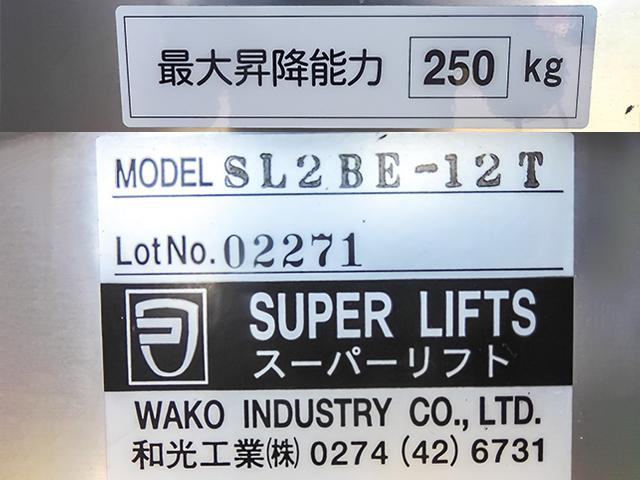 最大昇降能力 250 kg
MODEL SL2BE-12T
Lot No. 02271
SUPER LIFTS
スーパーリフト
WAKO INDUSTRY CO., LTD.
和光工業(株) 0274 (42) 6731